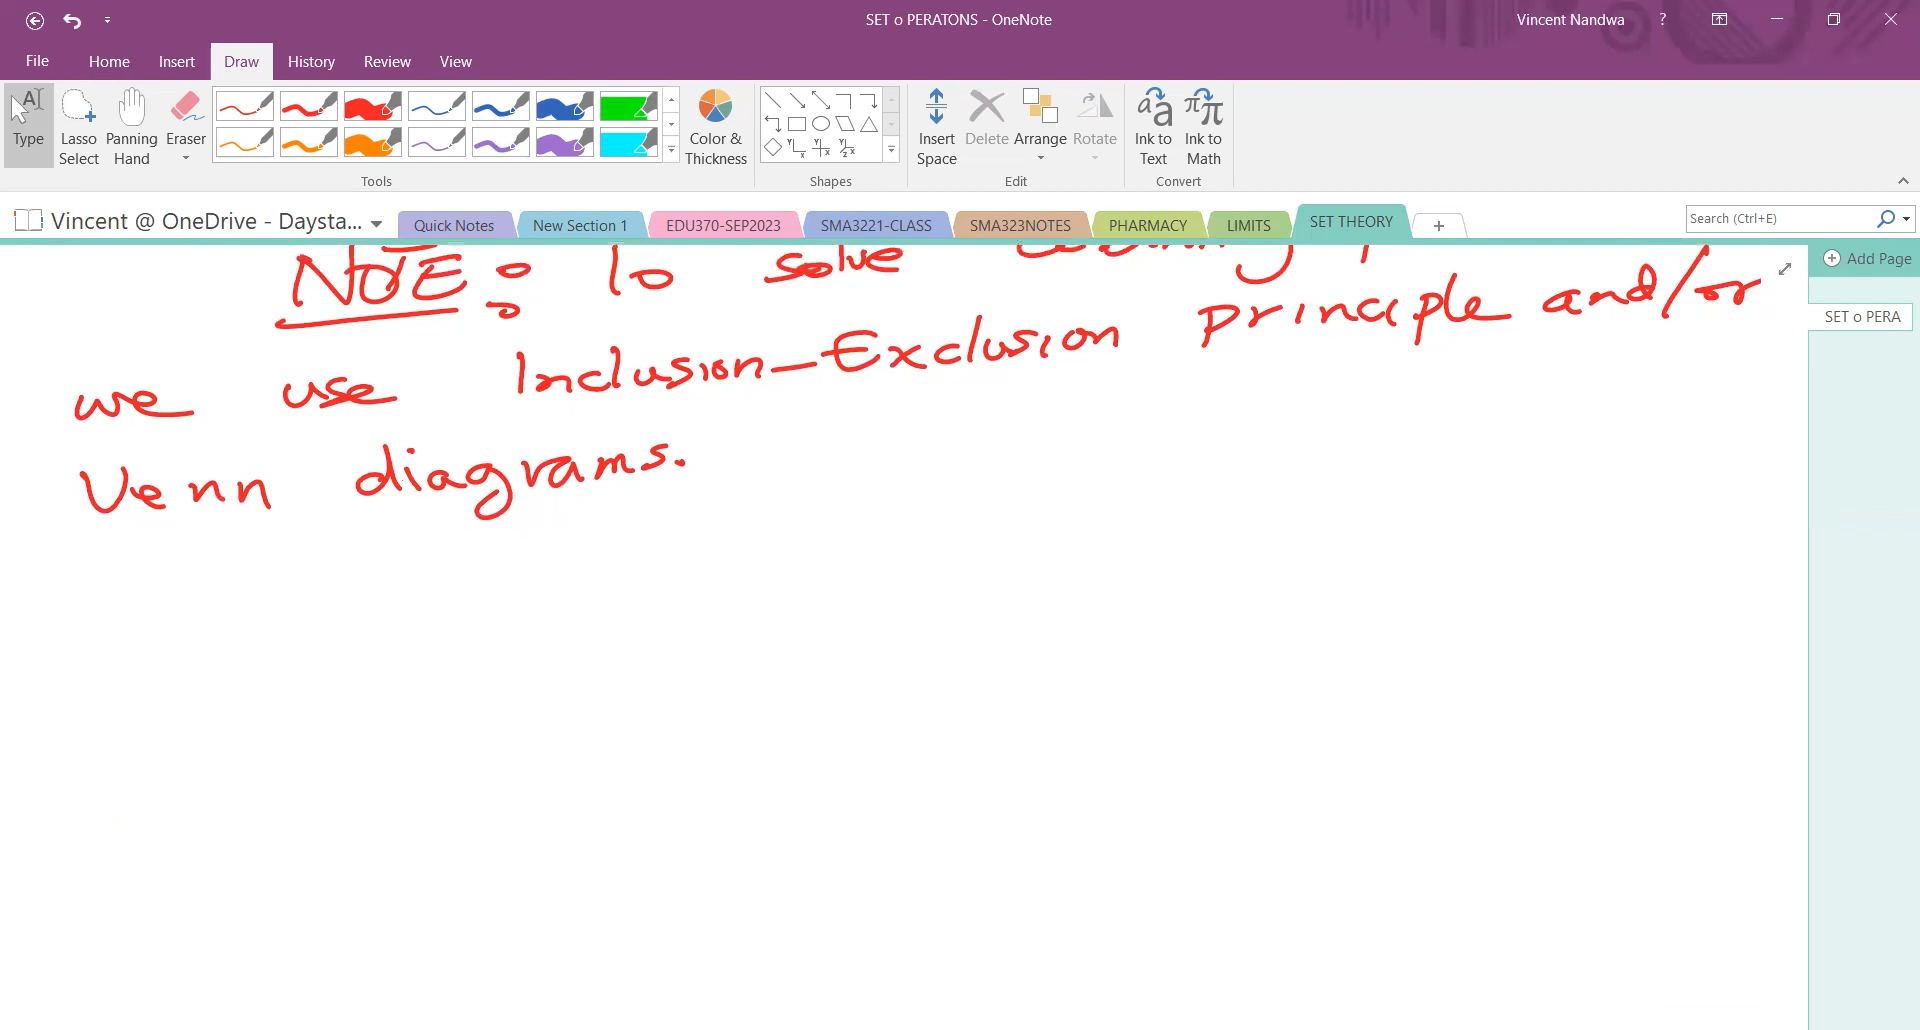 SET o PERATONS - OneNote
Vincent Nandwa
?
File Home Insert Draw History Review View
Type
Lasso Select
Panning Hand
Eraser
Color & Thickness
Insert Space
Delete
Arrange
Rotate
Ink to Text
Ink to Math
Tools
Shapes
Edit
Convert
Vincent @ OneDrive - Daysta...
Quick Notes
New Section 1
EDU370-SEP2023
SMA3221-CLASS
SMA323NOTES
PHARMACY
LIMITS
SET THEORY
Search (Ctrl+E)
Add Page
SET o PERA
NOTE: To solve
we use Inclusion-Exclusion principle and/or
Venn diagrams.